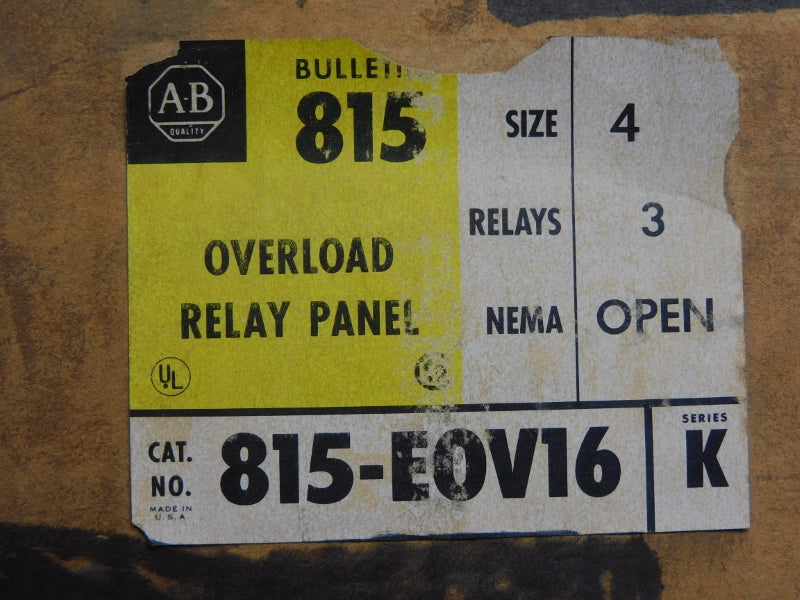 A-B
QUALITY
BULLETIN
815
OVERLOAD
RELAY PANEL
UL
SIZE 4
RELAYS 3
NEMA OPEN
CAT.
NO.
815-EOV16
MADE IN
U.S.A.
SERIES
K